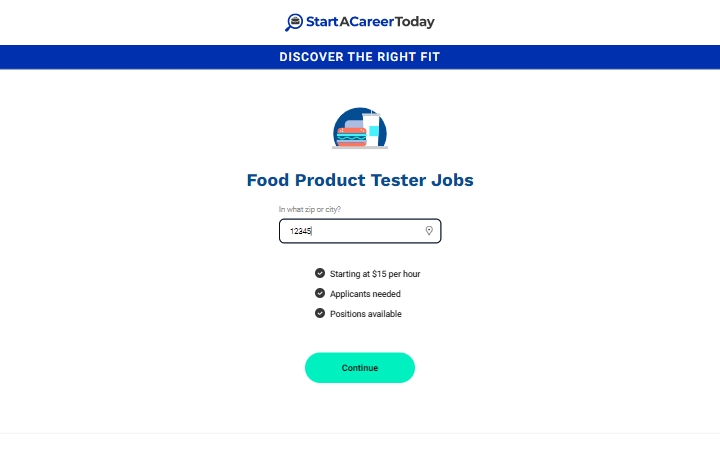 StartACareerToday
DISCOVER THE RIGHT FIT
Food Product Tester Jobs
In what zip or city?
12345
Starting at $15 per hour
Applicants needed
Positions available
Continue